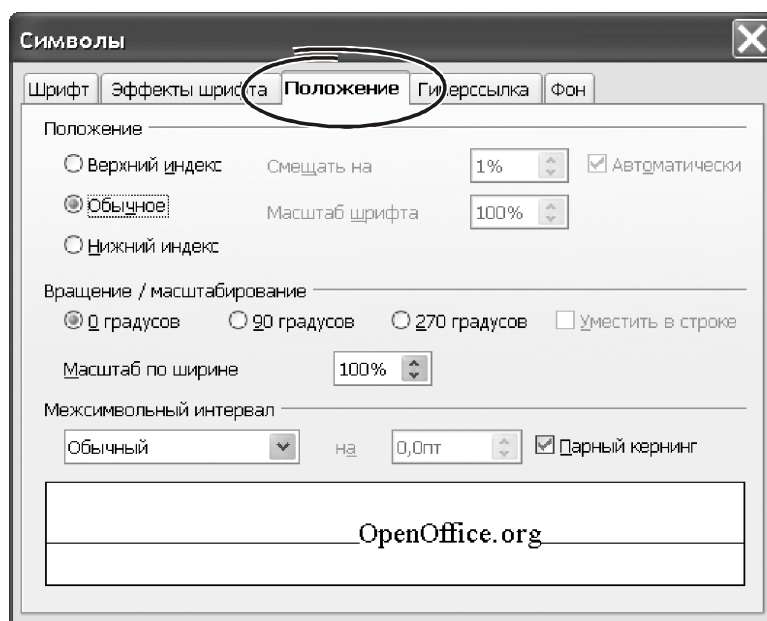 Символы
Шрифт Эффекты шрифта Положение Гиперссылка Фон
Положение
Верхний индекс Смещать на 1% Автоматически
Обычное Масштаб шрифта 100%
Нижний индекс
Вращение / масштабирование
0 градусов 90 градусов 270 градусов Уместить в строке
Масштаб по ширине 100%
Межсимвольный интервал
Обычный на 0,0пт Парный кернинг
OpenOffice.org